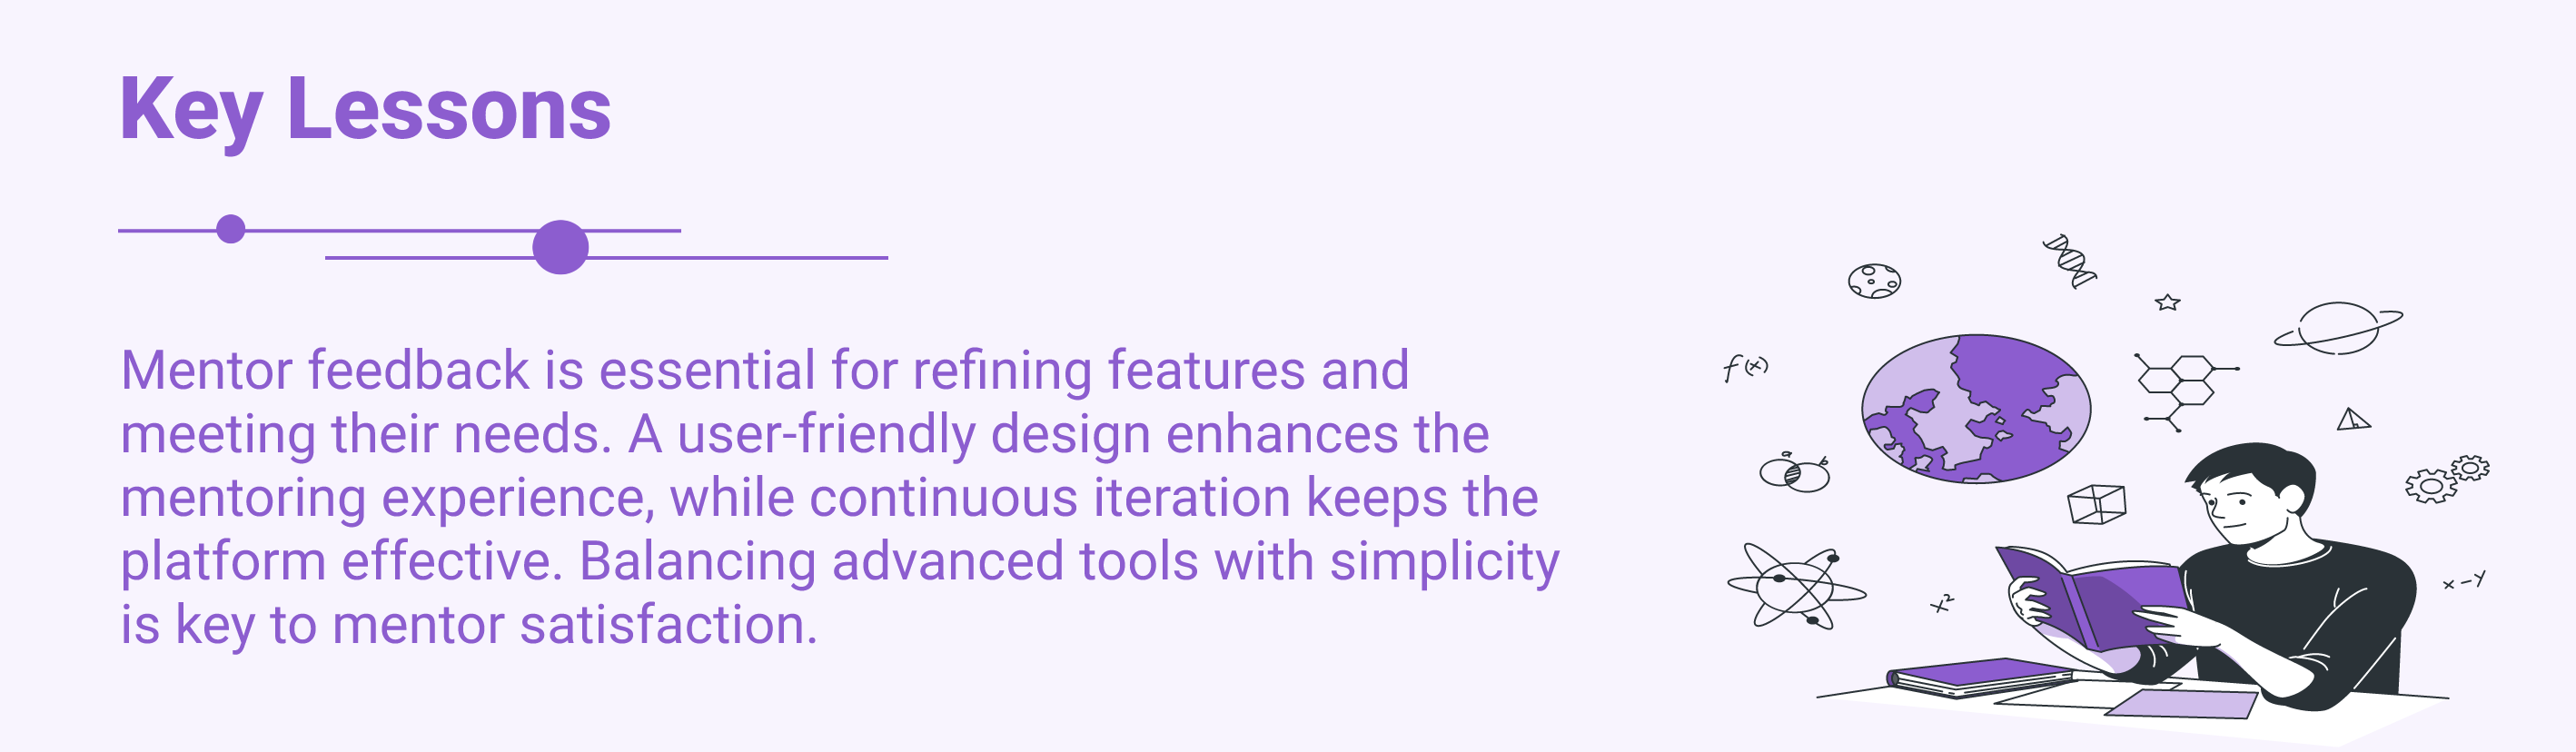 Key Lessons
Mentor feedback is essential for refining features and
meeting their needs. A user-friendly design enhances the
mentoring experience, while continuous iteration keeps the
platform effective. Balancing advanced tools with simplicity
is key to mentor satisfaction.
f(x)
a b
x²
x-y